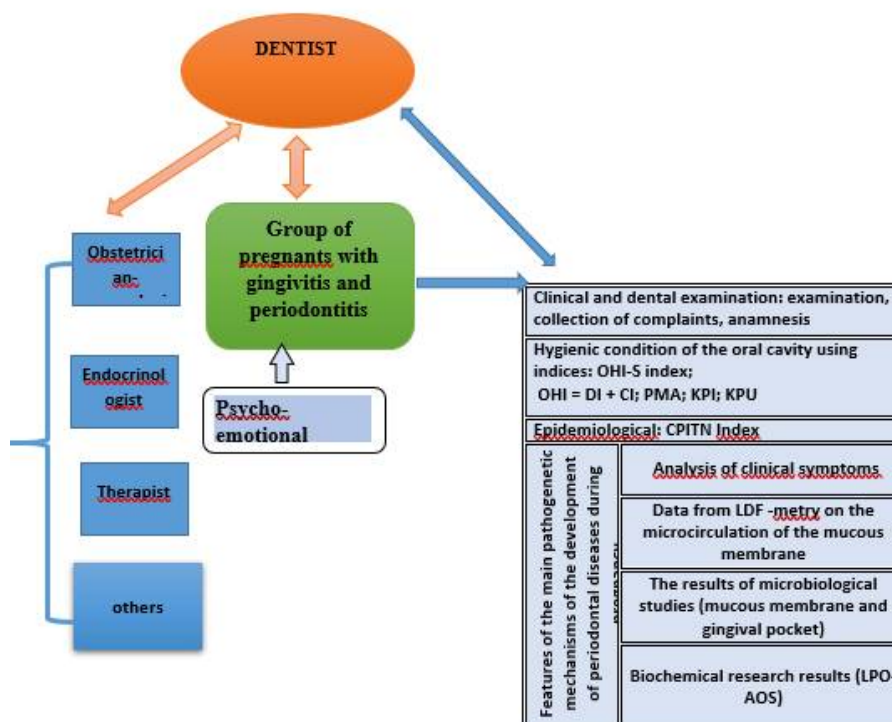 DENTIST
Group of
pregnants with
gingivitis and
periodontitis
Obstetrici
an-
Endocrinol
ogist
Therapist
others
Psycho-
emotional
Clinical and dental examination: examination,
collection of complaints, anamnesis
Hygienic condition of the oral cavity using
indices: OHI-S index;
OHI = DI + CI; PMA; KPI; KPU
Epidemiological: CPITN Index
Features of the main pathogenetic
mechanisms of the development
of periodontal diseases during
pregnancy
Analysis of clinical symptoms
Data from LDF -metry on the
microcirculation of the mucous
membrane
The results of microbiological
studies (mucous membrane and
gingival pocket)
Biochemical research results (LPO-
AOS)